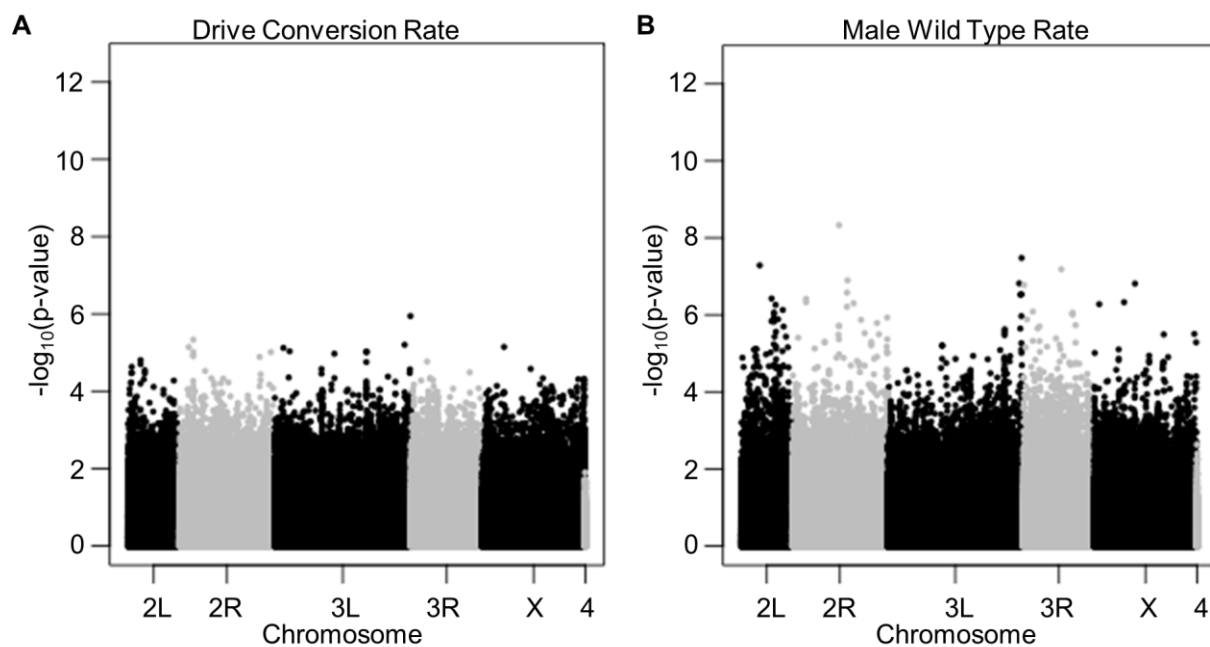 A Drive Conversion Rate
12
10
8
6
4
2
0
-log10(p-value)
2L 2R 3L 3R X 4
Chromosome
B Male Wild Type Rate
12
10
8
6
4
2
0
-log10(p-value)
2L 2R 3L 3R X 4
Chromosome